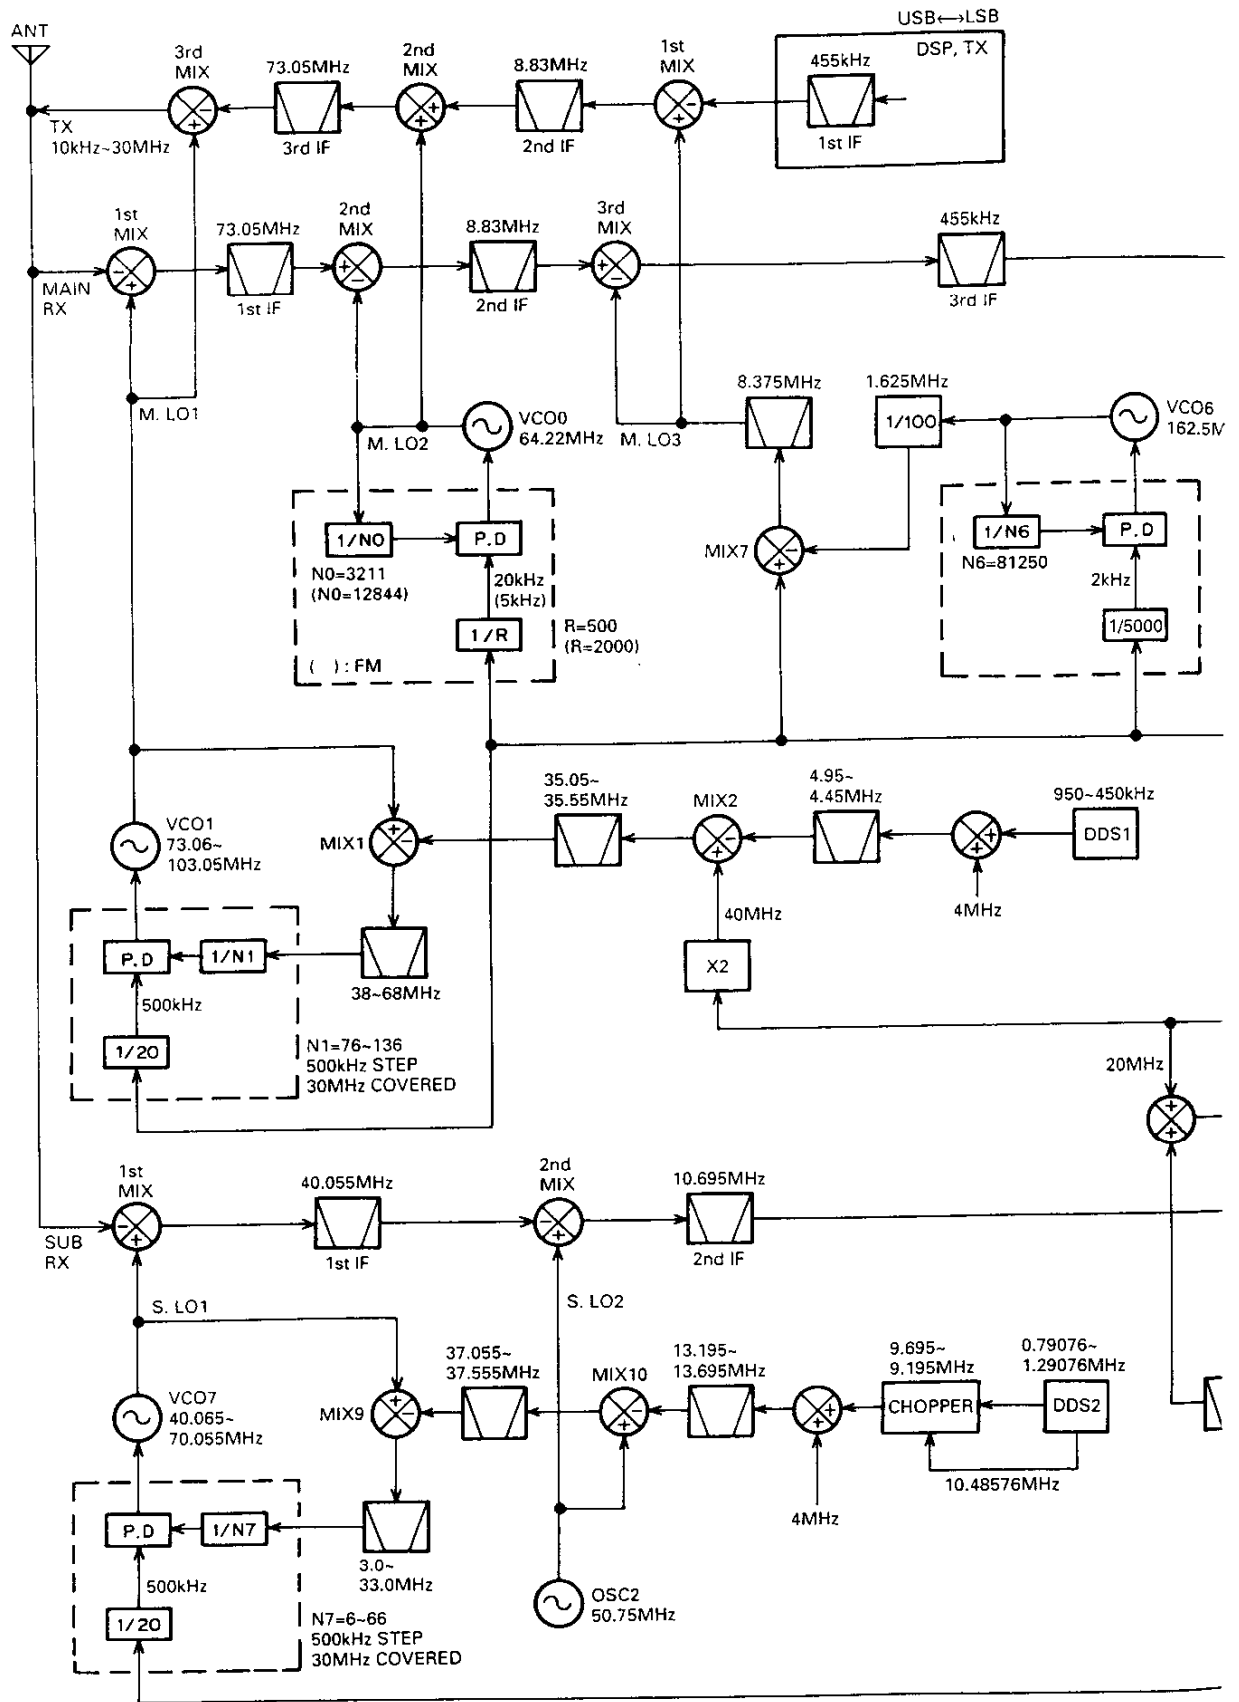 USB↔LSB
ANT
DSP, TX
3rd
MIX
2nd
MIX
1st
MIX
73.05MHz
8.83MHz
455kHz
TX
10kHz~30MHz
3rd IF
2nd IF
1st IF
1st
MIX
2nd
MIX
3rd
MIX
73.05MHz
8.83MHz
455kHz
MAIN
RX
1st IF
2nd IF
3rd IF
M. LO1
M. LO2
VCO0
64.22MHz
M. LO3
8.375MHz
1.625MHz
1/100
VCO6
162.5M
1/N0
P.D
N0=3211
(N0=12844)
20kHz
(5kHz)
1/R
R=500
(R=2000)
( ) : FM
MIX7
1/N6
P.D
N6=81250
2kHz
1/5000
35.05~
35.55MHz
MIX2
4.95~
4.45MHz
950~450kHz
DDS1
VCO1
73.06~
103.05MHz
MIX1
40MHz
4MHz
X2
P.D
1/N1
38~68MHz
500kHz
1/20
N1=76~136
500kHz STEP
30MHz COVERED
20MHz
1st
MIX
40.055MHz
2nd
MIX
10.695MHz
SUB
RX
1st IF
2nd IF
S. LO1
S. LO2
37.055~
37.555MHz
MIX10
13.195~
13.695MHz
9.695~
9.195MHz
0.79076~
1.29076MHz
VCO7
40.065~
70.055MHz
MIX9
CHOPPER
DDS2
10.48576MHz
4MHz
P.D
1/N7
3.0~
33.0MHz
500kHz
1/20
OSC2
50.75MHz
N7=6~66
500kHz STEP
30MHz COVERED